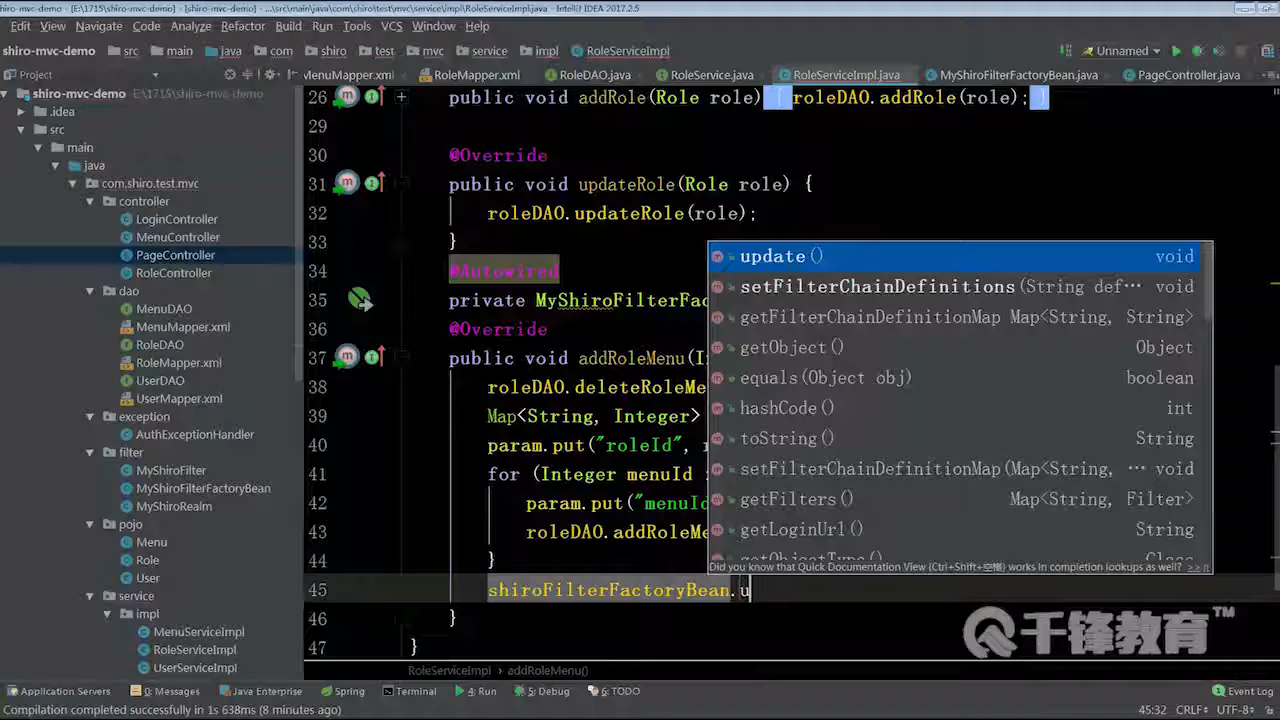 shiro-mvc-demo - [E:\1715\shiro-mvc-demo] - [shiro-mvc-demo] - ...\src\main\java\com\shiro\test\mvc\service\impl\RoleServiceImpl.java - IntelliJ IDEA 2017.2.5
Edit View Navigate Code Analyze Refactor Build Run Tools VCS Window Help
shiro-mvc-demo src main java com shiro test mvc service impl RoleServiceImpl Unnamed
Project MenuMapper.xml RoleMapper.xml RoleDAO.java RoleService.java RoleServiceImpl.java MyShiroFilterFactoryBean.java PageController.java
shiro-mvc-demo E:\1715\shiro-mvc-demo
.idea
src
main
java
com.shiro.test.mvc
controller
LoginController
MenuController
PageController
RoleController
dao
MenuDAO
MenuMapper.xml
RoleDAO
RoleMapper.xml
UserDAO
UserMapper.xml
exception
AuthExceptionHandler
filter
MyShiroFilter
MyShiroFilterFactoryBean
MyShiroRealm
pojo
Menu
Role
User
service
impl
MenuServiceImpl
RoleServiceImpl
UserServiceImpl
26 public void addRole(Role role) { roleDAO.addRole(role); }
29
30 @Override
31 public void updateRole(Role role) {
32 roleDAO.updateRole(role);
33 }
34 @Autowired
35 private MyShiroFilterFac
36 @Override
37 public void addRoleMenu(I
38 roleDAO.deleteRoleMe
39 Map<String, Integer>
40 param.put("roleId", r
41 for (Integer menuId :
42 param.put("menuId
43 roleDAO.addRoleMe
44 }
45 shiroFilterFactoryBean.u
46 }
47 }
update() void
setFilterChainDefinitions(String def… void
getFilterChainDefinitionMap Map<String, String>
getObject() Object
equals(Object obj) boolean
hashCode() int
toString() String
setFilterChainDefinitionMap(Map<String, … void
getFilters() Map<String, Filter>
getLoginUrl() String
getObjectType() Class
Did you know that Quick Documentation View (Ctrl+Shift+空格) works in completion lookups as well? >>
千锋教育™
RoleServiceImpl addRoleMenu()
Application Servers 0: Messages Java Enterprise Spring Terminal 4: Run 5: Debug 6: TODO Event Log
Compilation completed successfully in 1s 638ms (8 minutes ago) 45:32 CRLF UTF-8